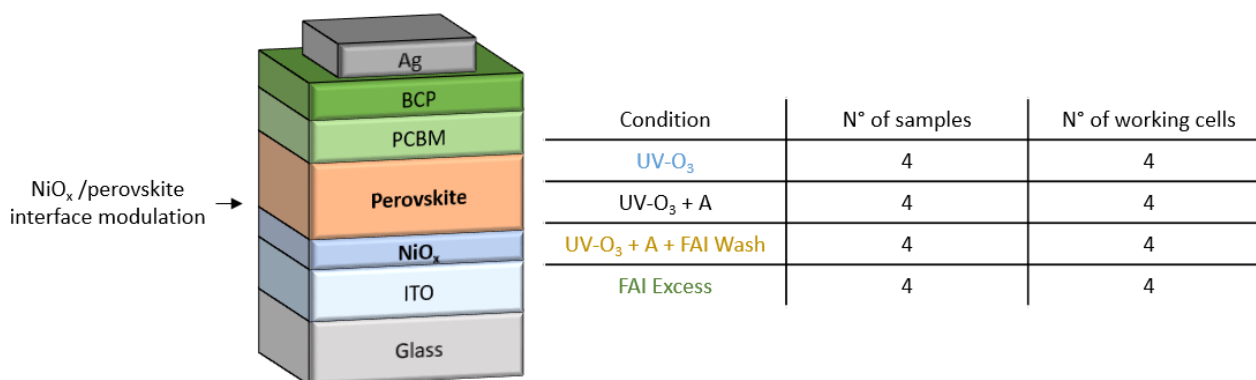 Ag
BCP
PCBM
Perovskite
NiOₓ
ITO
Glass
NiOₓ /perovskite
interface modulation
Condition N° of samples N° of working cells
UV-O₃ 4 4
UV-O₃ + A 4 4
UV-O₃ + A + FAI Wash 4 4
FAI Excess 4 4